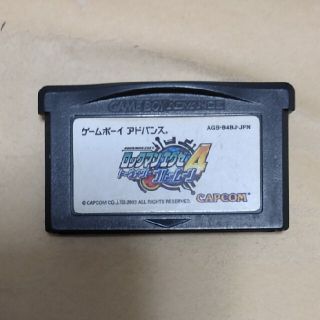 GAME BOY ADVANCE
ゲームボーイ アドバンス
AGB-B4BJ-JPN
ロックマンエグゼ4
トーナメント ブルームーン
CAPCOM
© CAPCOM CO.,LTD.2003 ALL RIGHTS RESERVED.